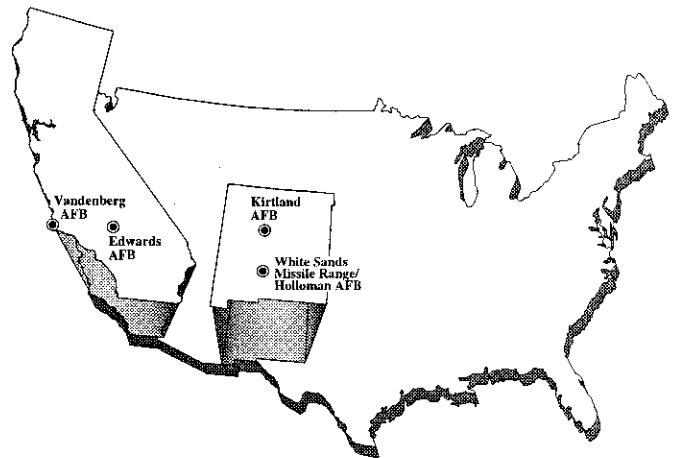 Vandenberg
AFB
Edwards
AFB
Kirtland
AFB
White Sands
Missile Range/
Holloman AFB